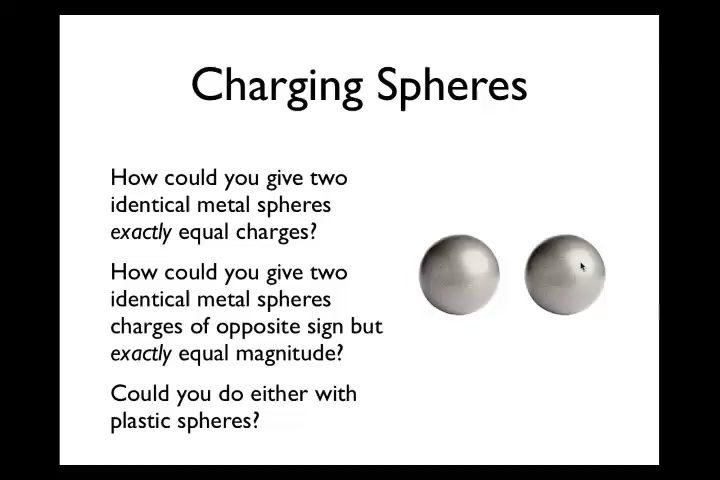 Charging Spheres
How could you give two
identical metal spheres
exactly equal charges?
How could you give two
identical metal spheres
charges of opposite sign but
exactly equal magnitude?
Could you do either with
plastic spheres?